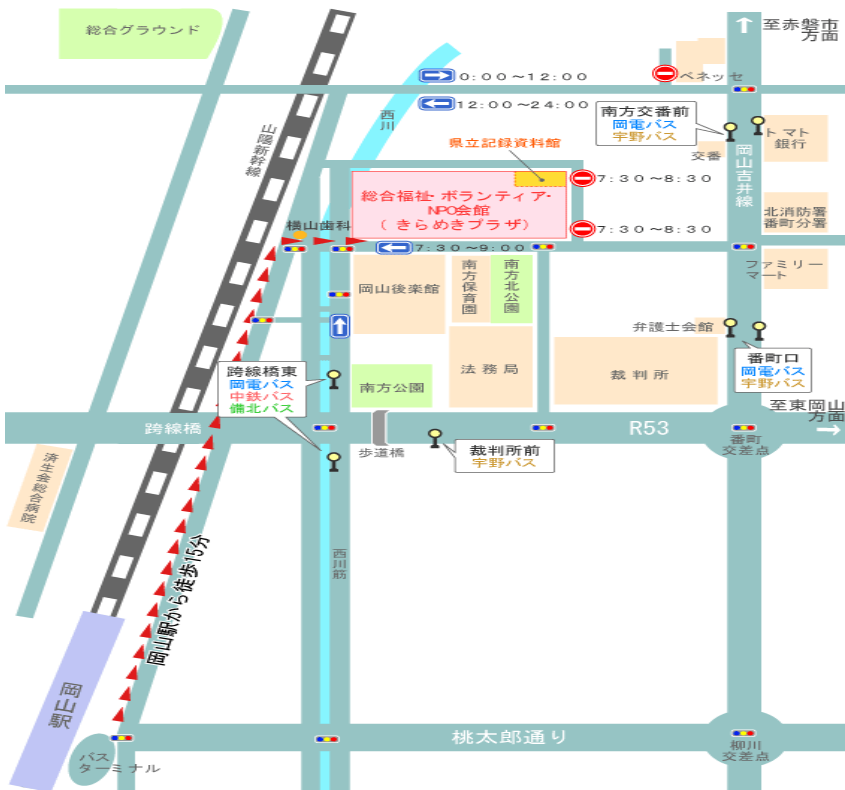 総合グラウンド
至赤磐市
方面
0:00～12:00
ベネッセ
12:00～24:00
西川
南方交番前
岡電バス
宇野バス
トマト
銀行
山陽新幹線
県立記録資料館
交番
岡山吉井線
7:30～8:30
総合福祉・ボランティア・
NPO会館
（きらめきプラザ）
北消防署
番町分署
横山歯科
7:30～8:30
7:30～9:00
ファミリー
マート
岡山後楽館
南方保育園
南方北公園
弁護士会館
番町口
岡電バス
宇野バス
跨線橋東
岡電バス
中鉄バス
備北バス
南方公園
法務局
裁判所
至東岡山
方面
跨線橋
R53
番町
交差点
歩道橋
裁判所前
宇野バス
済生会総合病院
岡山駅から徒歩15分
西川筋
岡山駅
桃太郎通り
柳川
交差点
バス
ターミナル